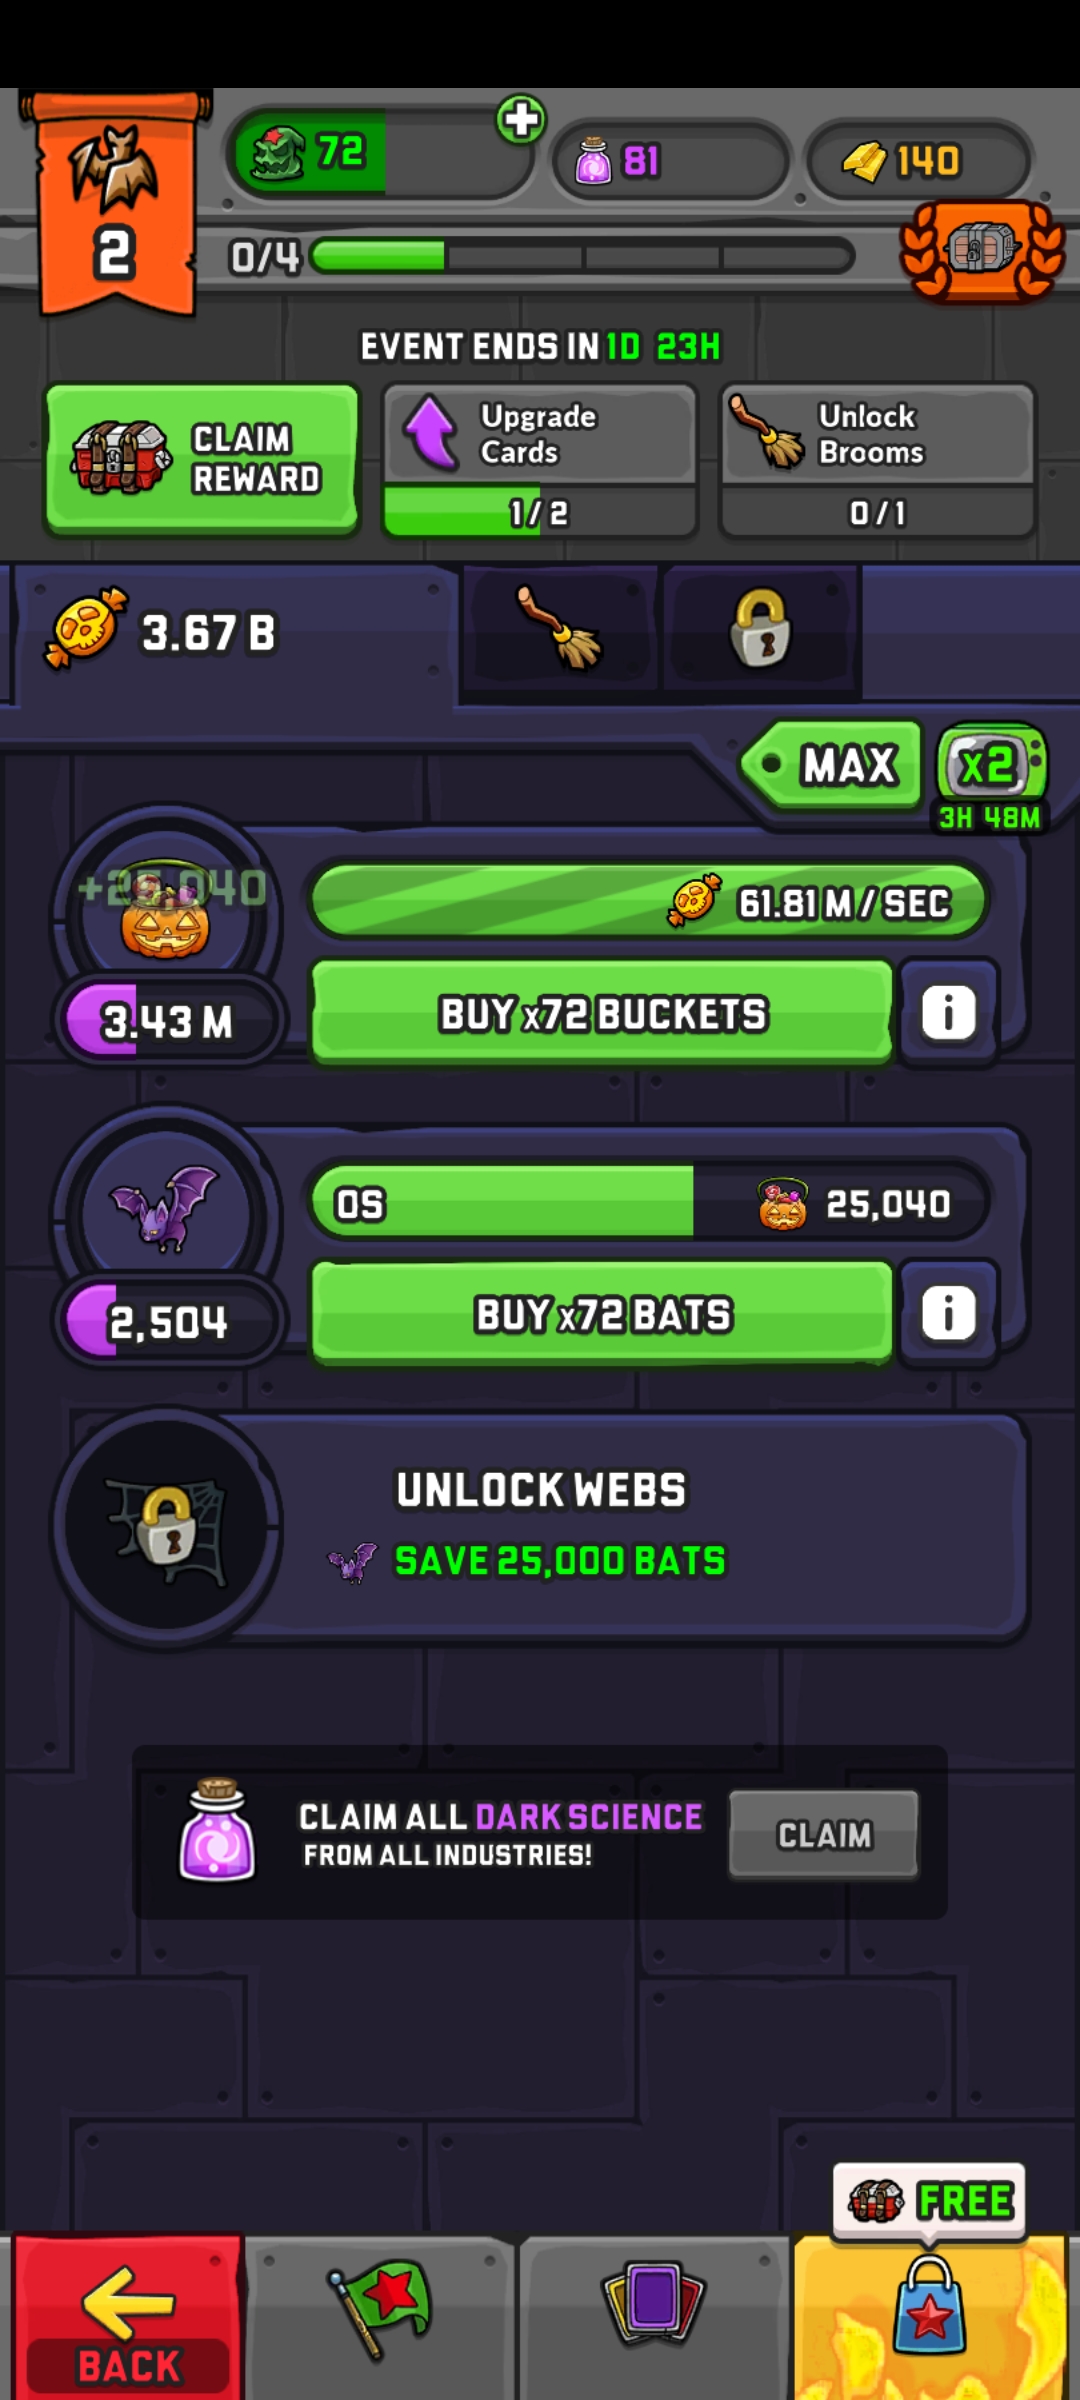 72
81
140
2
0/4
EVENT ENDS IN 1D 23H
CLAIM
REWARD
Upgrade
Cards
1/2
Unlock
Brooms
0/1
3.67 B
MAX
x2
3H 48M
+25,040
61.81 M / SEC
3.43 M
BUY x72 BUCKETS
i
0S
25,040
2,504
BUY x72 BATS
i
UNLOCK WEBS
SAVE 25,000 BATS
CLAIM ALL DARK SCIENCE
FROM ALL INDUSTRIES!
CLAIM
FREE
BACK